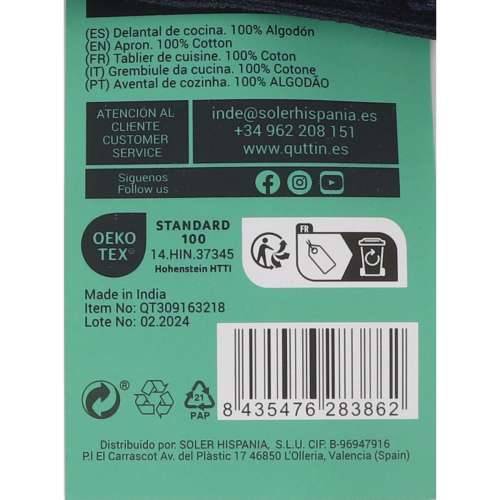 (ES) Delantal de cocina. 100% Algodón
(EN) Apron. 100% Cotton
(FR) Tablier de cuisine. 100% Coton
(IT) Grembiule da cucina. 100% Cotone
(PT) Avental de cozinha. 100% ALGODÃO
ATENCIÓN AL
CLIENTE
CUSTOMER
SERVICE
inde@solerhispania.es
+34 962 208 151
www.quttin.es
Siguenos
Follow us
OEKO
TEX®
STANDARD
100
14.HIN.37345
Hohenstein HTTI
FR
Made in India
Item No: QT309163218
Lote No: 02.2024
®
21
PAP
8 435476 283862
Distribuido por: SOLER HISPANIA, S.L.U. CIF. B-96947916
P.I El Carrascot Av. del Plàstic 17 46850 L'Olleria, Valencia (Spain)